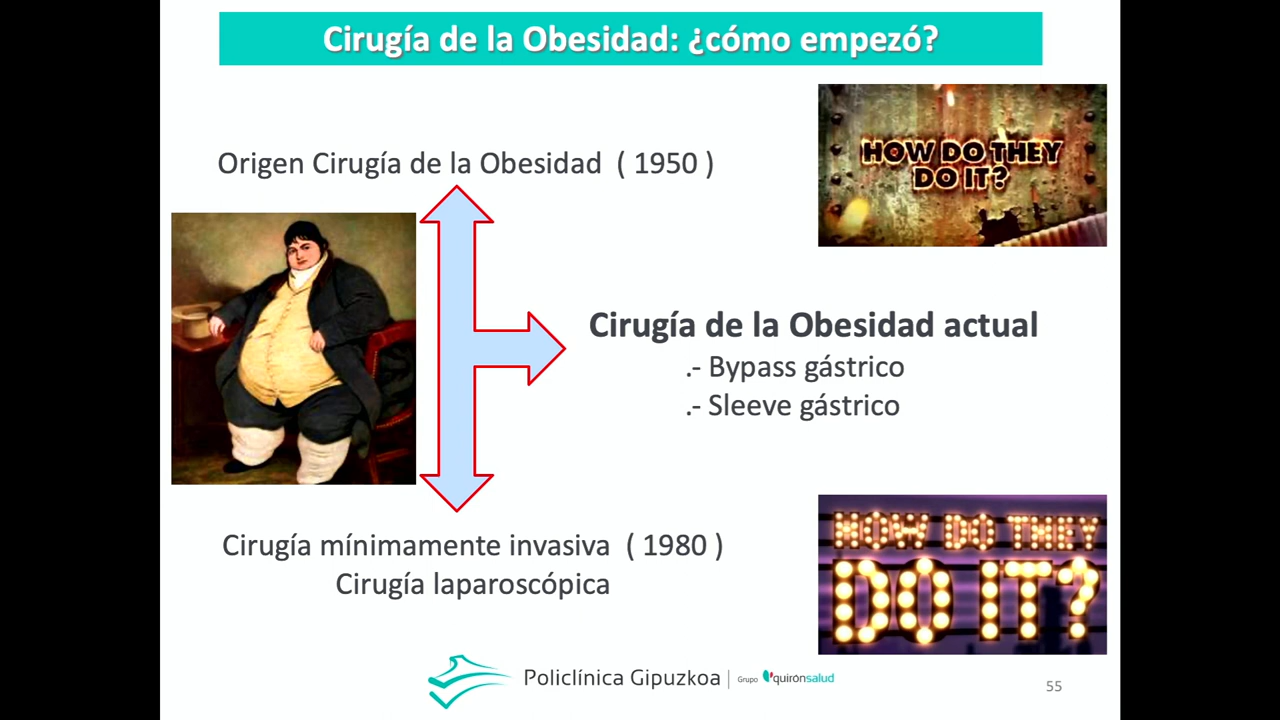 Cirugía de la Obesidad: ¿cómo empezó?
HOW DO THEY
DO IT?
Origen Cirugía de la Obesidad ( 1950 )
Cirugía de la Obesidad actual
.- Bypass gástrico
.- Sleeve gástrico
Cirugía mínimamente invasiva ( 1980 )
Cirugía laparoscópica
HOW DO THEY
DO IT?
Policlínica Gipuzkoa | Grupo quirónsalud
55